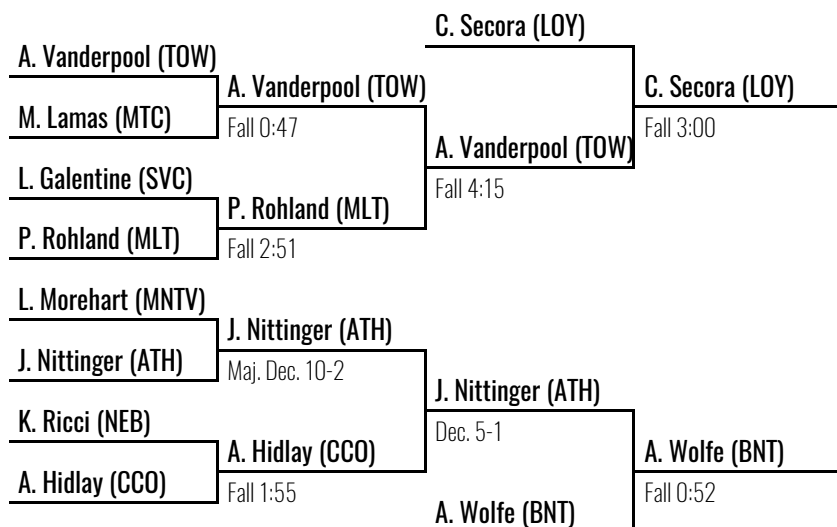 C. Secora (LOY)
A. Vanderpool (TOW)
A. Vanderpool (TOW)
C. Secora (LOY)
M. Lamas (MTC)
Fall 0:47
Fall 3:00
A. Vanderpool (TOW)
L. Galentine (SVC)
Fall 4:15
P. Rohland (MLT)
P. Rohland (MLT)
Fall 2:51
L. Morehart (MNTV)
J. Nittinger (ATH)
J. Nittinger (ATH)
Maj. Dec. 10-2
J. Nittinger (ATH)
K. Ricci (NEB)
Dec. 5-1
A. Hidlay (CCO)
A. Wolfe (BNT)
A. Hidlay (CCO)
Fall 1:55
Fall 0:52
A. Wolfe (BNT)